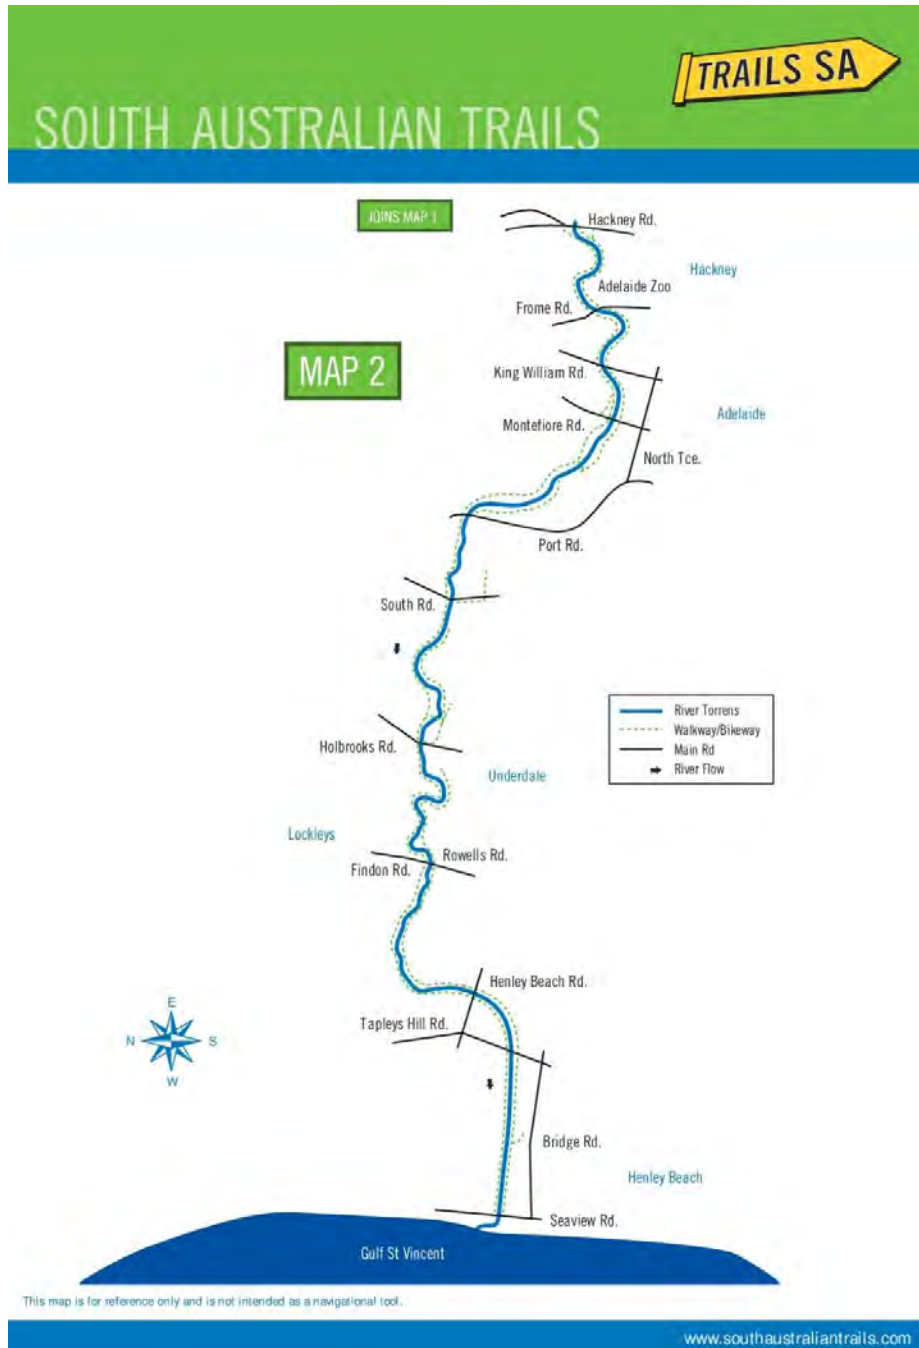 TRAILS SA
SOUTH AUSTRALIAN TRAILS
JOINS MAP 1
Hackney Rd.
Hackney
Adelaide Zoo
Frome Rd.
MAP 2
King William Rd.
Adelaide
Montefiore Rd.
North Tce.
Port Rd.
South Rd.
River Torrens
Walkway/Bikeway
Main Rd
River Flow
Holbrooks Rd.
Underdale
Lockleys
Rowells Rd.
Findon Rd.
Henley Beach Rd.
E
Tapleys Hill Rd.
N S
W
Bridge Rd.
Henley Beach
Seaview Rd.
Gulf St Vincent
This map is for reference only and is not intended as a navigational tool.
www.southaustraliantrails.com